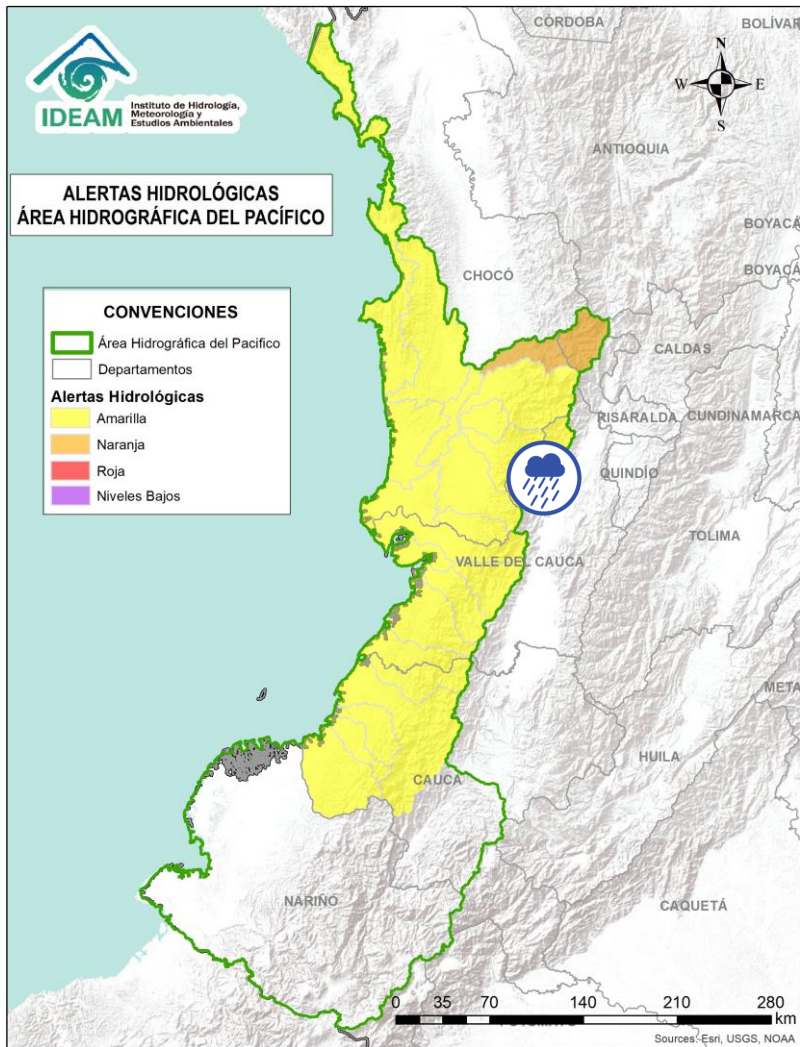 CÓRDOBA
BOLÍVAR
N
W
E
S
IDEAM
Instituto de Hidrología,
Meteorología y
Estudios Ambientales
ANTIOQUIA
ALERTAS HIDROLÓGICAS
ÁREA HIDROGRÁFICA DEL PACÍFICO
BOYACÁ
BOYACÁ
CHOCÓ
CONVENCIONES
Área Hidrográfica del Pacifico
Departamentos
Alertas Hidrológicas
Amarilla
Naranja
Roja
Niveles Bajos
CALDAS
RISARALDA
CUNDINAMARCA
QUINDÍO
TOLIMA
VALLE DEL CAUCA
META
HUILA
CAUCA
NARIÑO
CAQUETÁ
0 35 70 140 210 280
km
Sources: Esri, USGS, NOAA